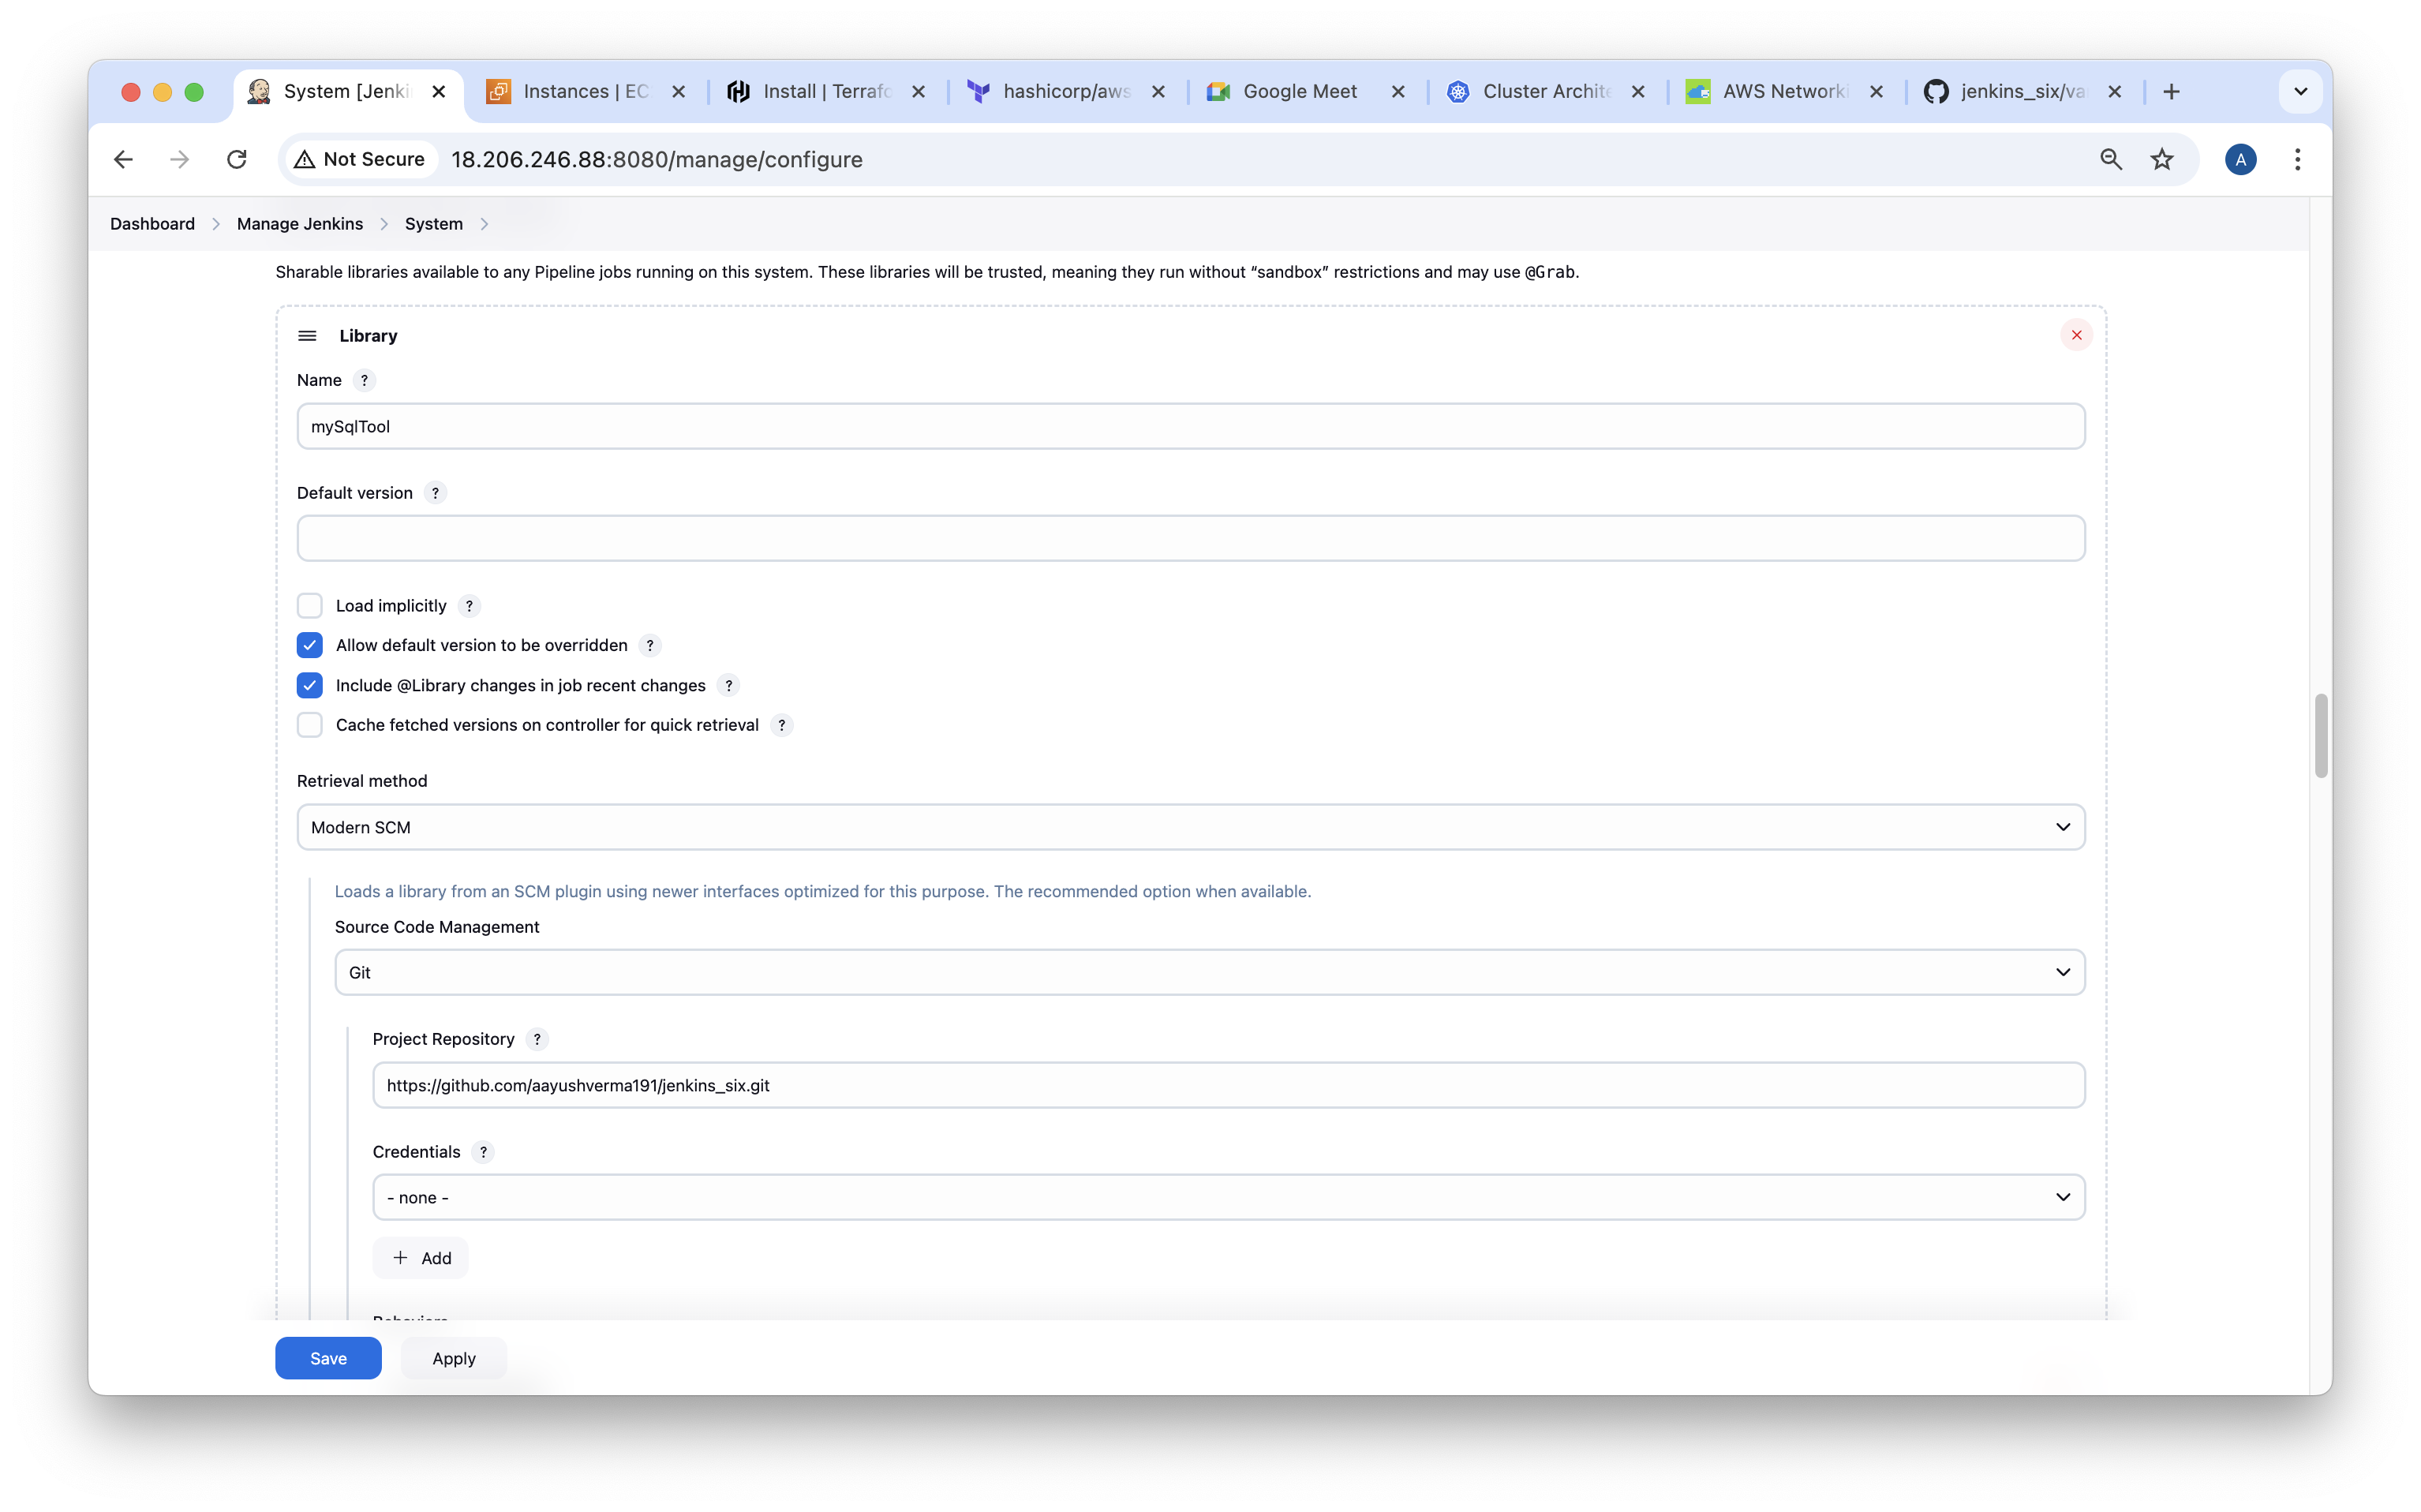 System [Jenki
Instances | EC
Install | Terrafo
hashicorp/aws
Google Meet
Cluster Archite
AWS Networki
jenkins_six/va
Not Secure
18.206.246.88:8080/manage/configure
A
Dashboard
Manage Jenkins
System
Sharable libraries available to any Pipeline jobs running on this system. These libraries will be trusted, meaning they run without “sandbox” restrictions and may use @Grab.
Library
Name ?
mySqlTool
Default version ?
Load implicitly ?
Allow default version to be overridden ?
Include @Library changes in job recent changes ?
Cache fetched versions on controller for quick retrieval ?
Retrieval method
Modern SCM
Loads a library from an SCM plugin using newer interfaces optimized for this purpose. The recommended option when available.
Source Code Management
Git
Project Repository ?
https://github.com/aayushverma191/jenkins_six.git
Credentials ?
- none -
+ Add
Save
Apply